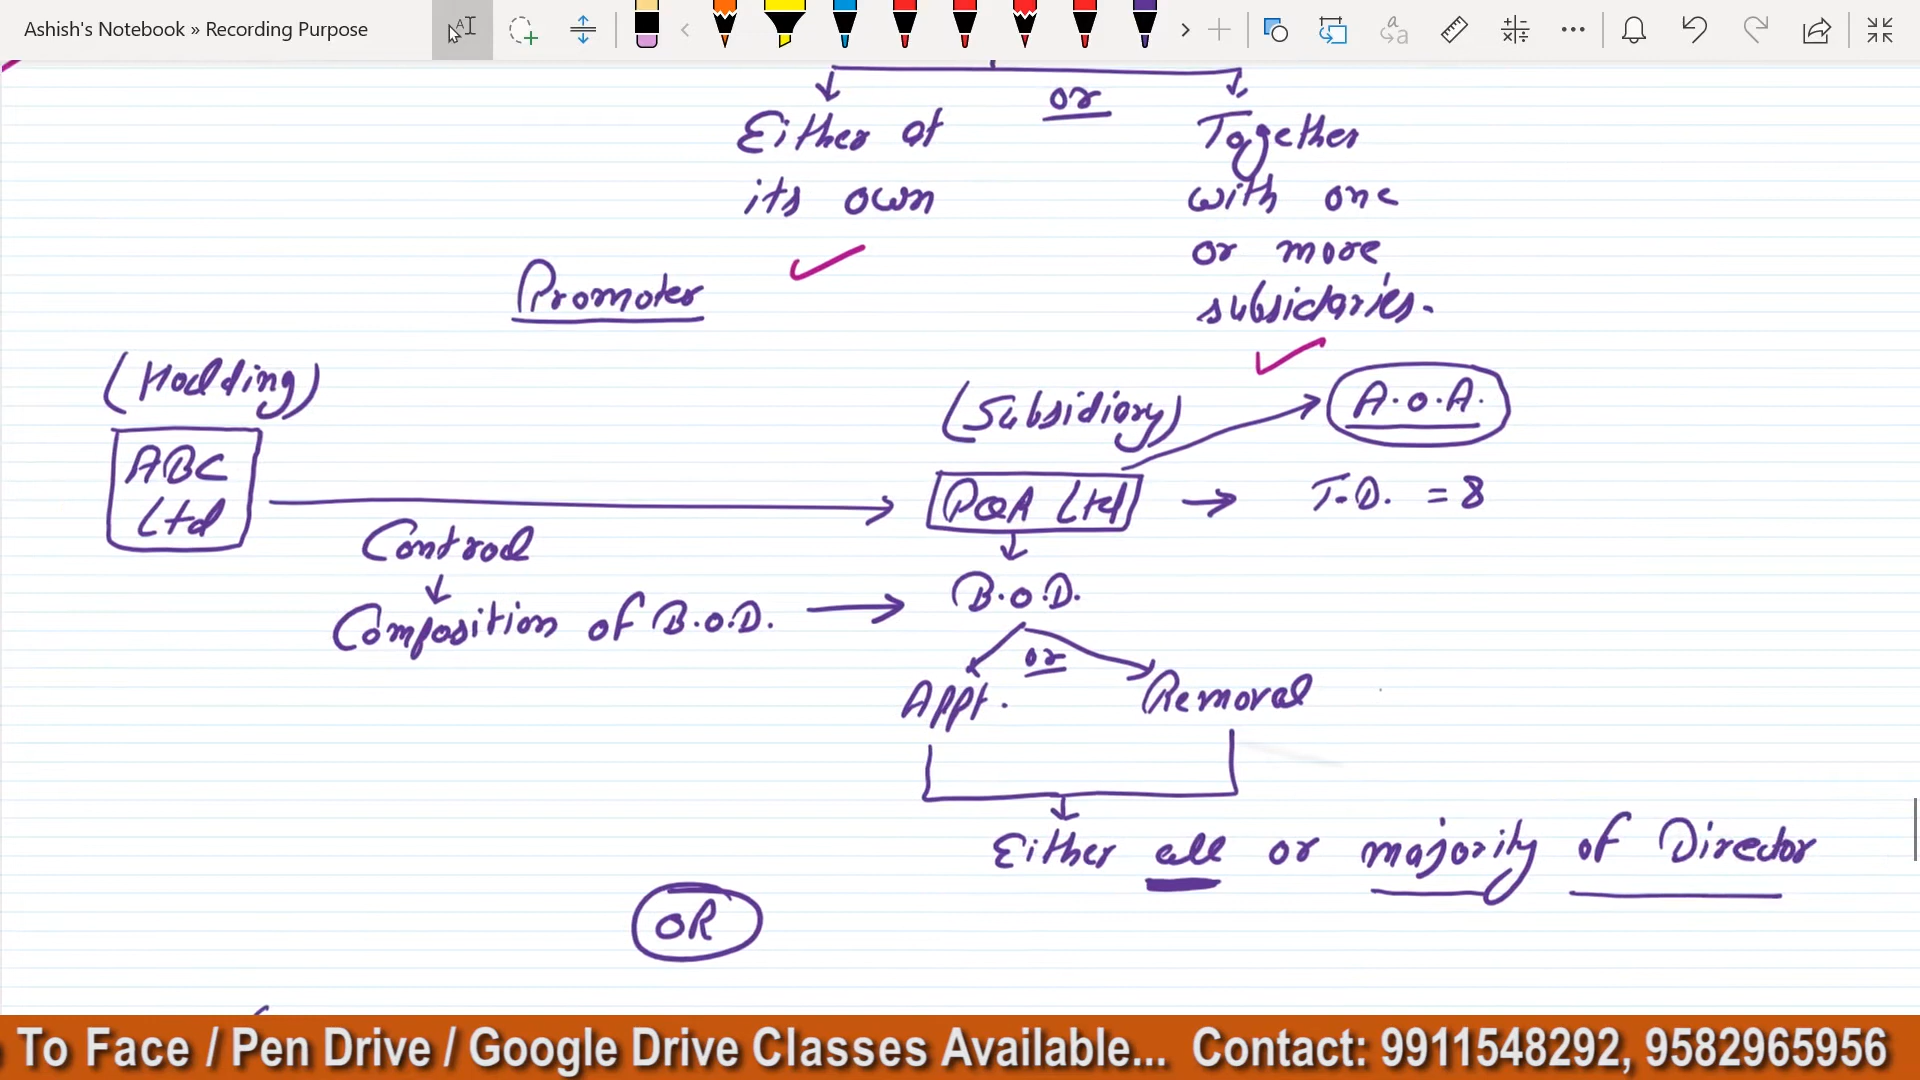 Ashish's Notebook » Recording Purpose
Either at
its own
or
Together
with one
or more
subsidiaries.
Promoter
(Holding)
ABC
Ltd
Control
Composition of B.O.D.
(Subsidiary)
PQR Ltd
A.O.A.
T.D. = 8
B.O.D.
or
Appt.
Removal
Either all or majority of Director
OR
To Face / Pen Drive / Google Drive Classes Available... Contact: 9911548292, 9582965956